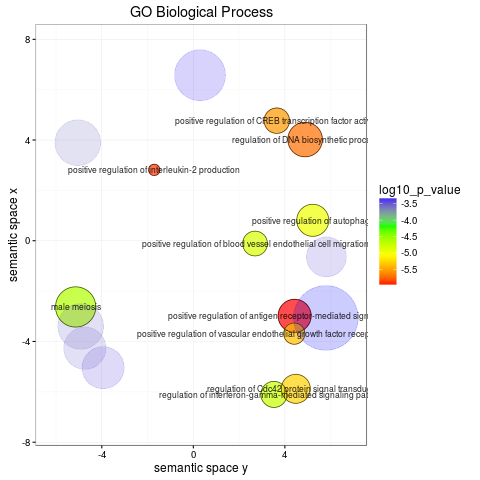 GO Biological Process
8
4
0
-4
-8
-4
0
4
semantic space x
semantic space y
positive regulation of CREB transcription factor acti
regulation of DNA biosynthetic proc
positive regulation of interleukin-2 production
positive regulation of autophag
positive regulation of blood vessel endothelial cell migration
male meiosis
positive regulation of antigen receptor-mediated sign
positive regulation of vascular endothelial growth factor recep
regulation of Cdc42 protein signal transduc
regulation of interferon-gamma-mediated signaling pat
log10_p_value
-3.5
-4.0
-4.5
-5.0
-5.5